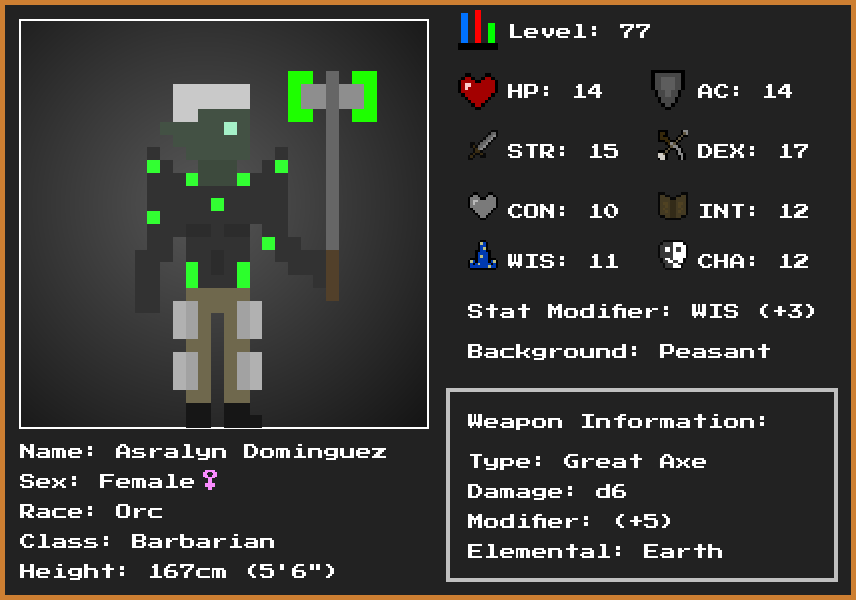 Level: 77
HP: 14
AC: 14
STR: 15
DEX: 17
CON: 10
INT: 12
WIS: 11
CHA: 12
Stat Modifier: WIS (+3)
Background: Peasant
Weapon Information:
Type: Great Axe
Damage: d6
Modifier: (+5)
Elemental: Earth
Name: Asralyn Dominguez
Sex: Female♀
Race: Orc
Class: Barbarian
Height: 167cm (5'6")